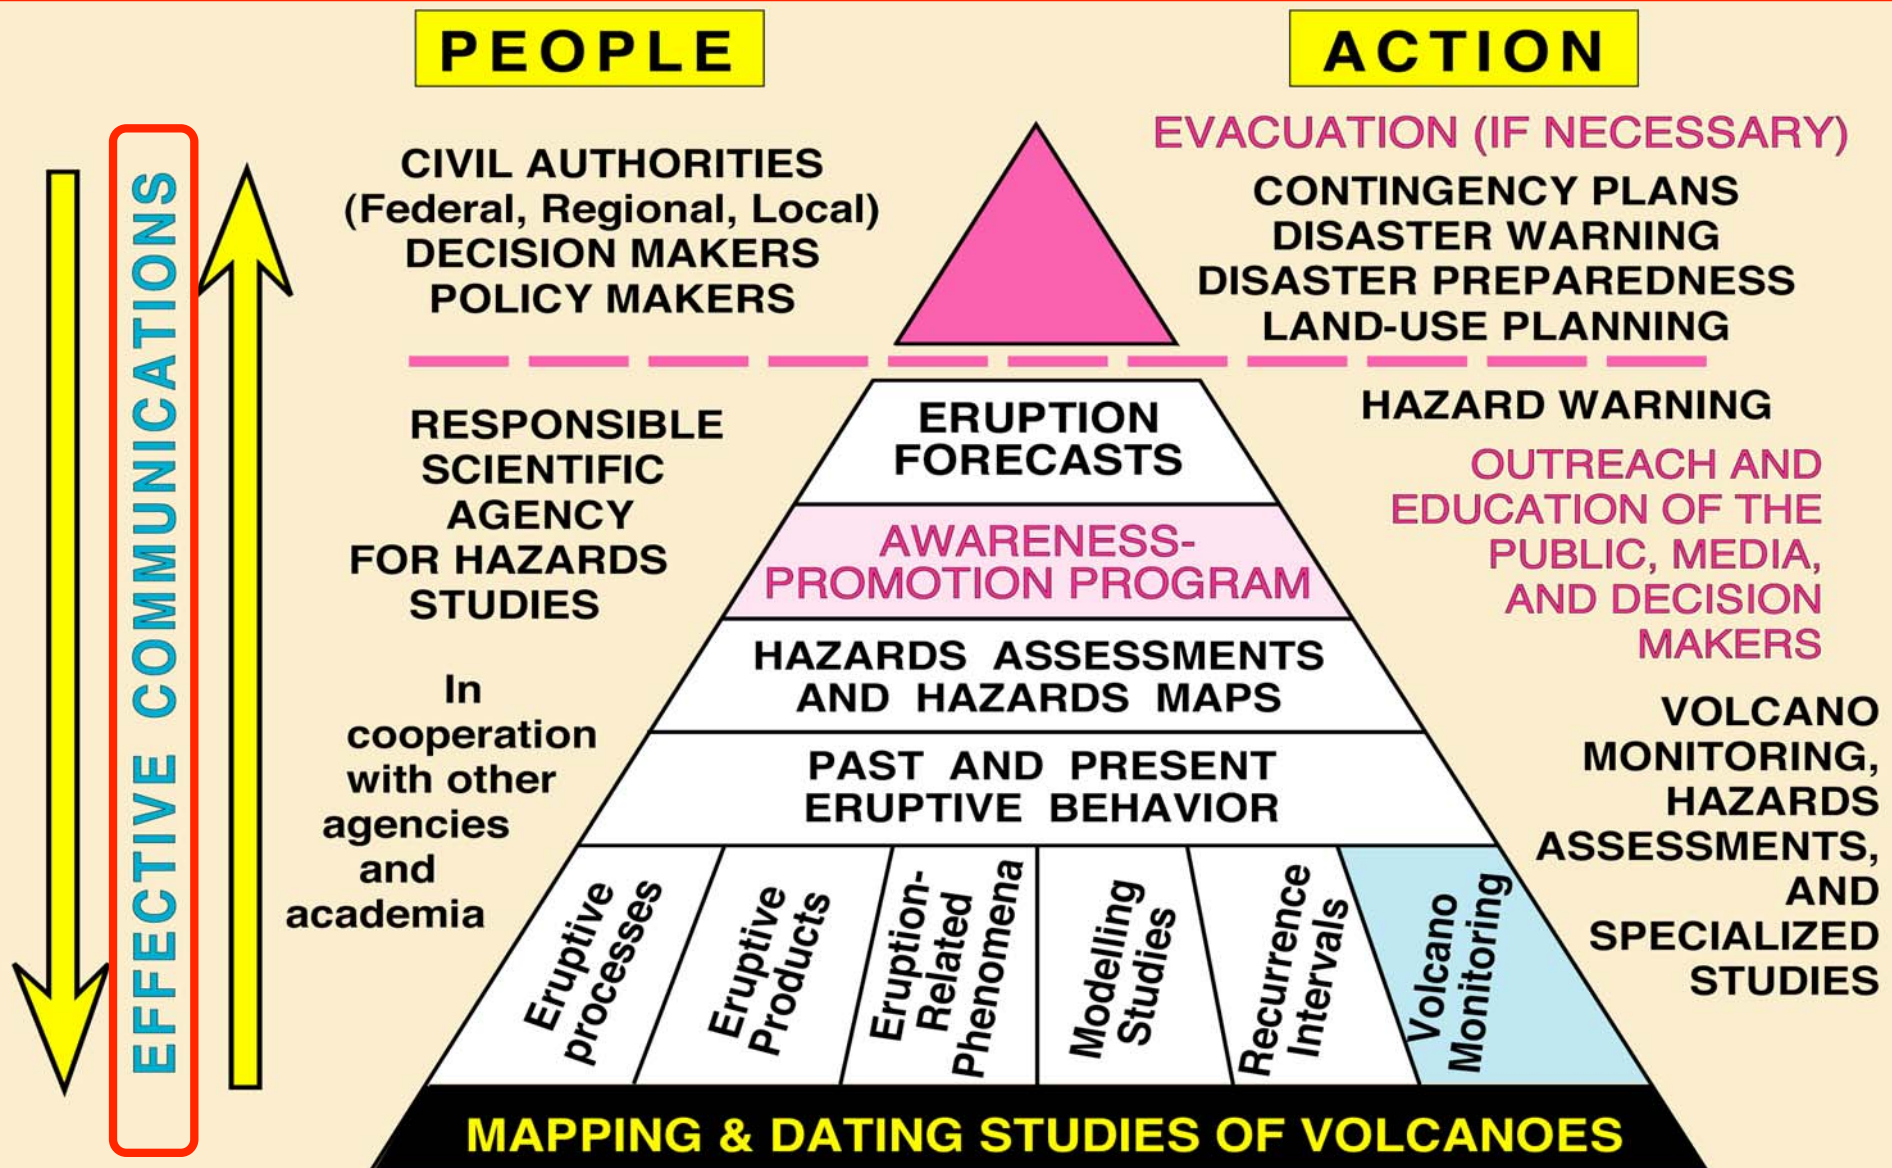 PEOPLE
ACTION
EFFECTIVE COMMUNICATIONS
CIVIL AUTHORITIES
(Federal, Regional, Local)
DECISION MAKERS
POLICY MAKERS
EVACUATION (IF NECESSARY)
CONTINGENCY PLANS
DISASTER WARNING
DISASTER PREPAREDNESS
LAND-USE PLANNING
RESPONSIBLE
SCIENTIFIC
AGENCY
FOR HAZARDS
STUDIES
In
cooperation
with other
agencies
and
academia
ERUPTION
FORECASTS
AWARENESS-
PROMOTION PROGRAM
HAZARDS ASSESSMENTS
AND HAZARDS MAPS
PAST AND PRESENT
ERUPTIVE BEHAVIOR
Eruptive
processes
Eruptive
Products
Eruption-
Related
Phenomena
Modelling
Studies
Recurrence
Intervals
Volcano
Monitoring
HAZARD WARNING
OUTREACH AND
EDUCATION OF THE
PUBLIC, MEDIA,
AND DECISION
MAKERS
VOLCANO
MONITORING,
HAZARDS
ASSESSMENTS,
AND
SPECIALIZED
STUDIES
MAPPING & DATING STUDIES OF VOLCANOES